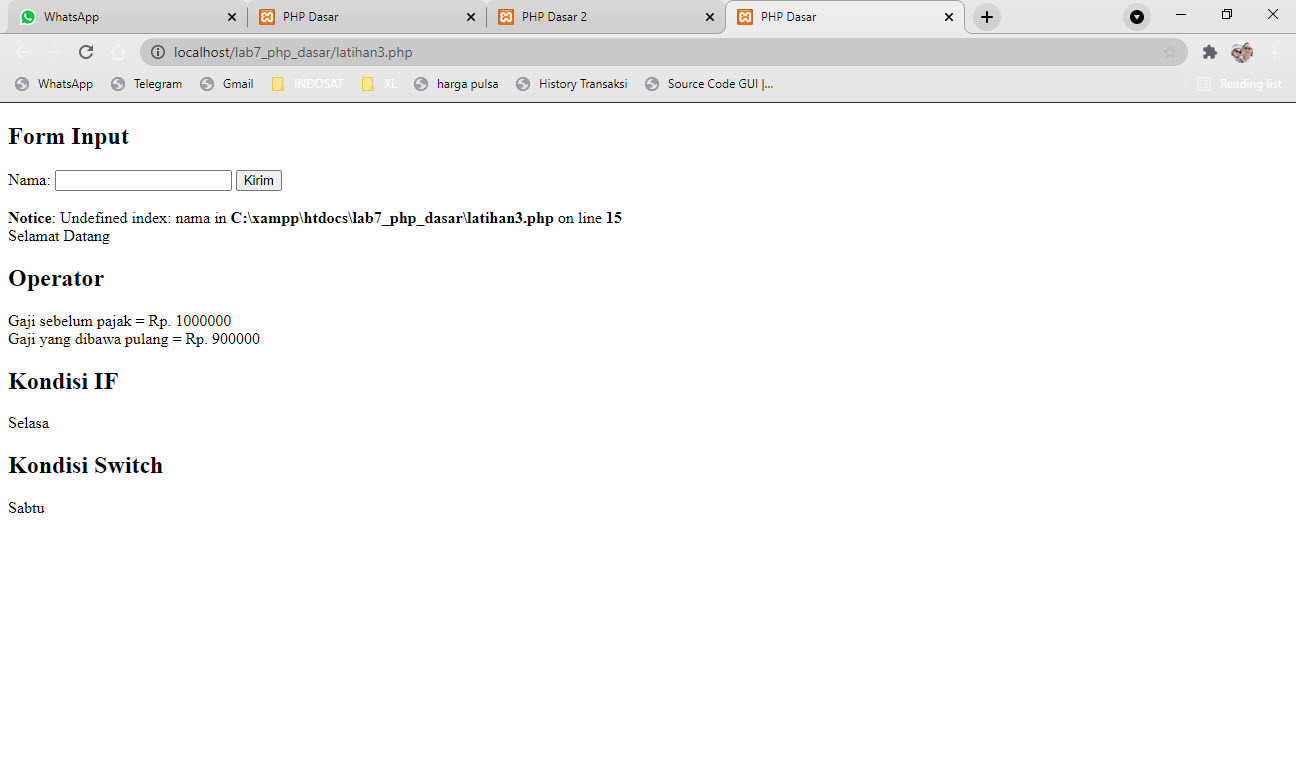 WhatsApp PHP Dasar PHP Dasar 2 PHP Dasar
localhost/lab7_php_dasar/latihan3.php
WhatsApp Telegram Gmail INDOSAT XL harga pulsa History Transaksi Source Code GUI |... Reading list
Form Input
Nama: Kirim
Notice: Undefined index: nama in C:\xampp\htdocs\lab7_php_dasar\latihan3.php on line 15
Selamat Datang
Operator
Gaji sebelum pajak = Rp. 1000000
Gaji yang dibawa pulang = Rp. 900000
Kondisi IF
Selasa
Kondisi Switch
Sabtu